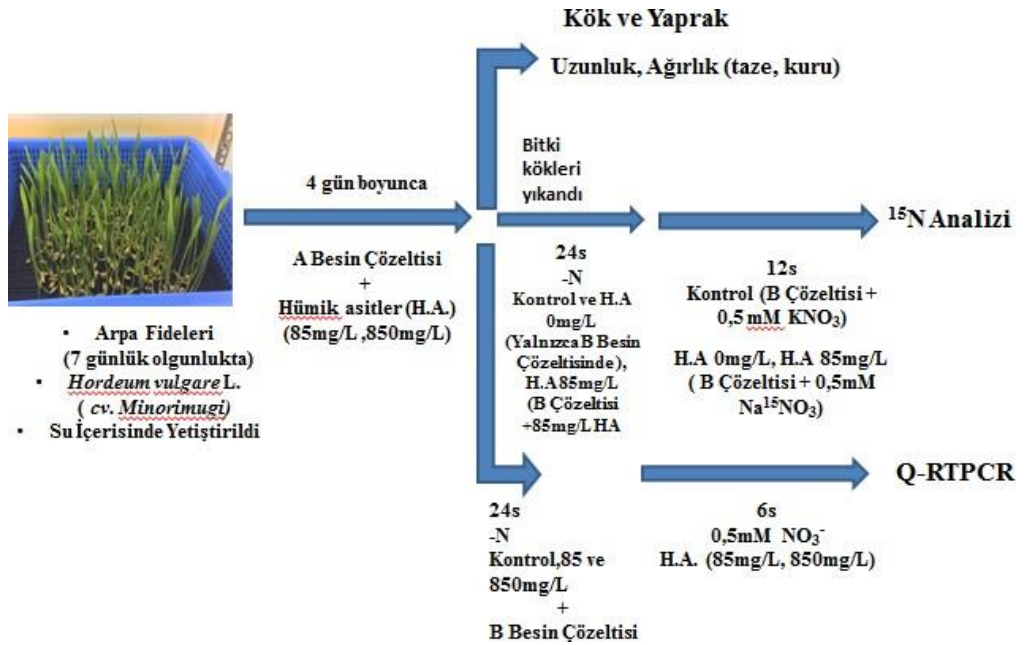 Kök ve Yaprak
Uzunluk, Ağırlık (taze, kuru)
4 gün boyunca
A Besin Çözeltisi
+
Hümik asitler (H.A.)
(85mg/L ,850mg/L)
• Arpa Fideleri
(7 günlük olgunlukta)
• Hordeum vulgare L.
( cv. Minorimugi)
• Su İçerisinde Yetiştirildi
Bitki
kökleri
yıkandı
24s
-N
Kontrol ve H.A
0mg/L
(Yalnızca B Besin
Çözeltisinde),
H.A85mg/L
(B Çözeltisi
+85mg/L HA
12s
Kontrol (B Çözeltisi +
0,5 mM KNO₃)
H.A 0mg/L, H.A 85mg/L
( B Çözeltisi + 0,5mM
Na¹⁵NO₃)
¹⁵N Analizi
24s
-N
Kontrol,85 ve
850mg/L
+
B Besin Çözeltisi
6s
0,5mM NO₃⁻
H.A. (85mg/L, 850mg/L)
Q-RTPCR